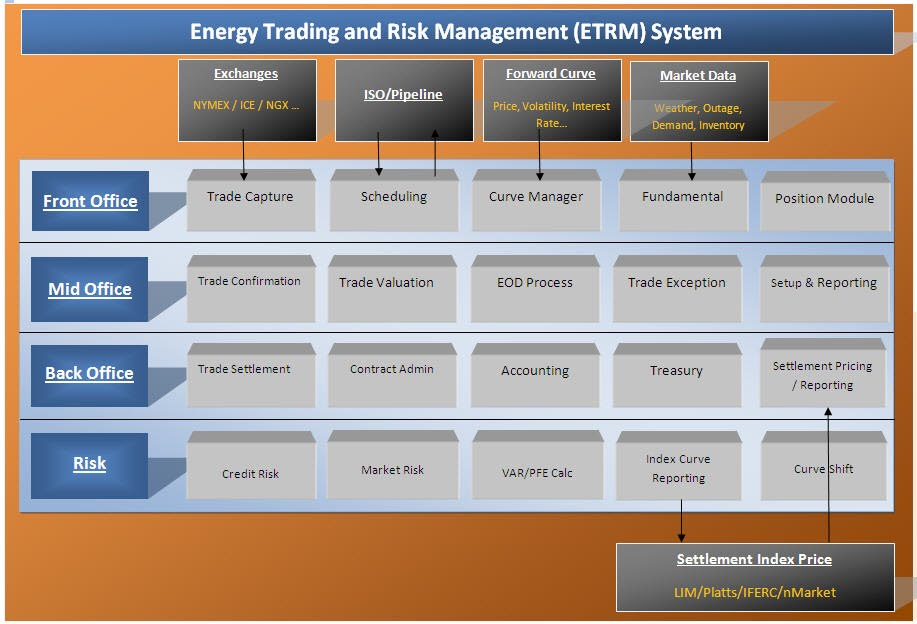 Energy Trading and Risk Management (ETRM) System
Exchanges
NYMEX / ICE / NGX ...
ISO/Pipeline
Forward Curve
Price, Volatility, Interest
Rate...
Market Data
Weather, Outage,
Demand, Inventory
Front Office
Trade Capture
Scheduling
Curve Manager
Fundamental
Position Module
Mid Office
Trade Confirmation
Trade Valuation
EOD Process
Trade Exception
Setup & Reporting
Back Office
Trade Settlement
Contract Admin
Accounting
Treasury
Settlement Pricing
/ Reporting
Risk
Credit Risk
Market Risk
VAR/PFE Calc
Index Curve
Reporting
Curve Shift
Settlement Index Price
LIM/Platts/IFERC/nMarket